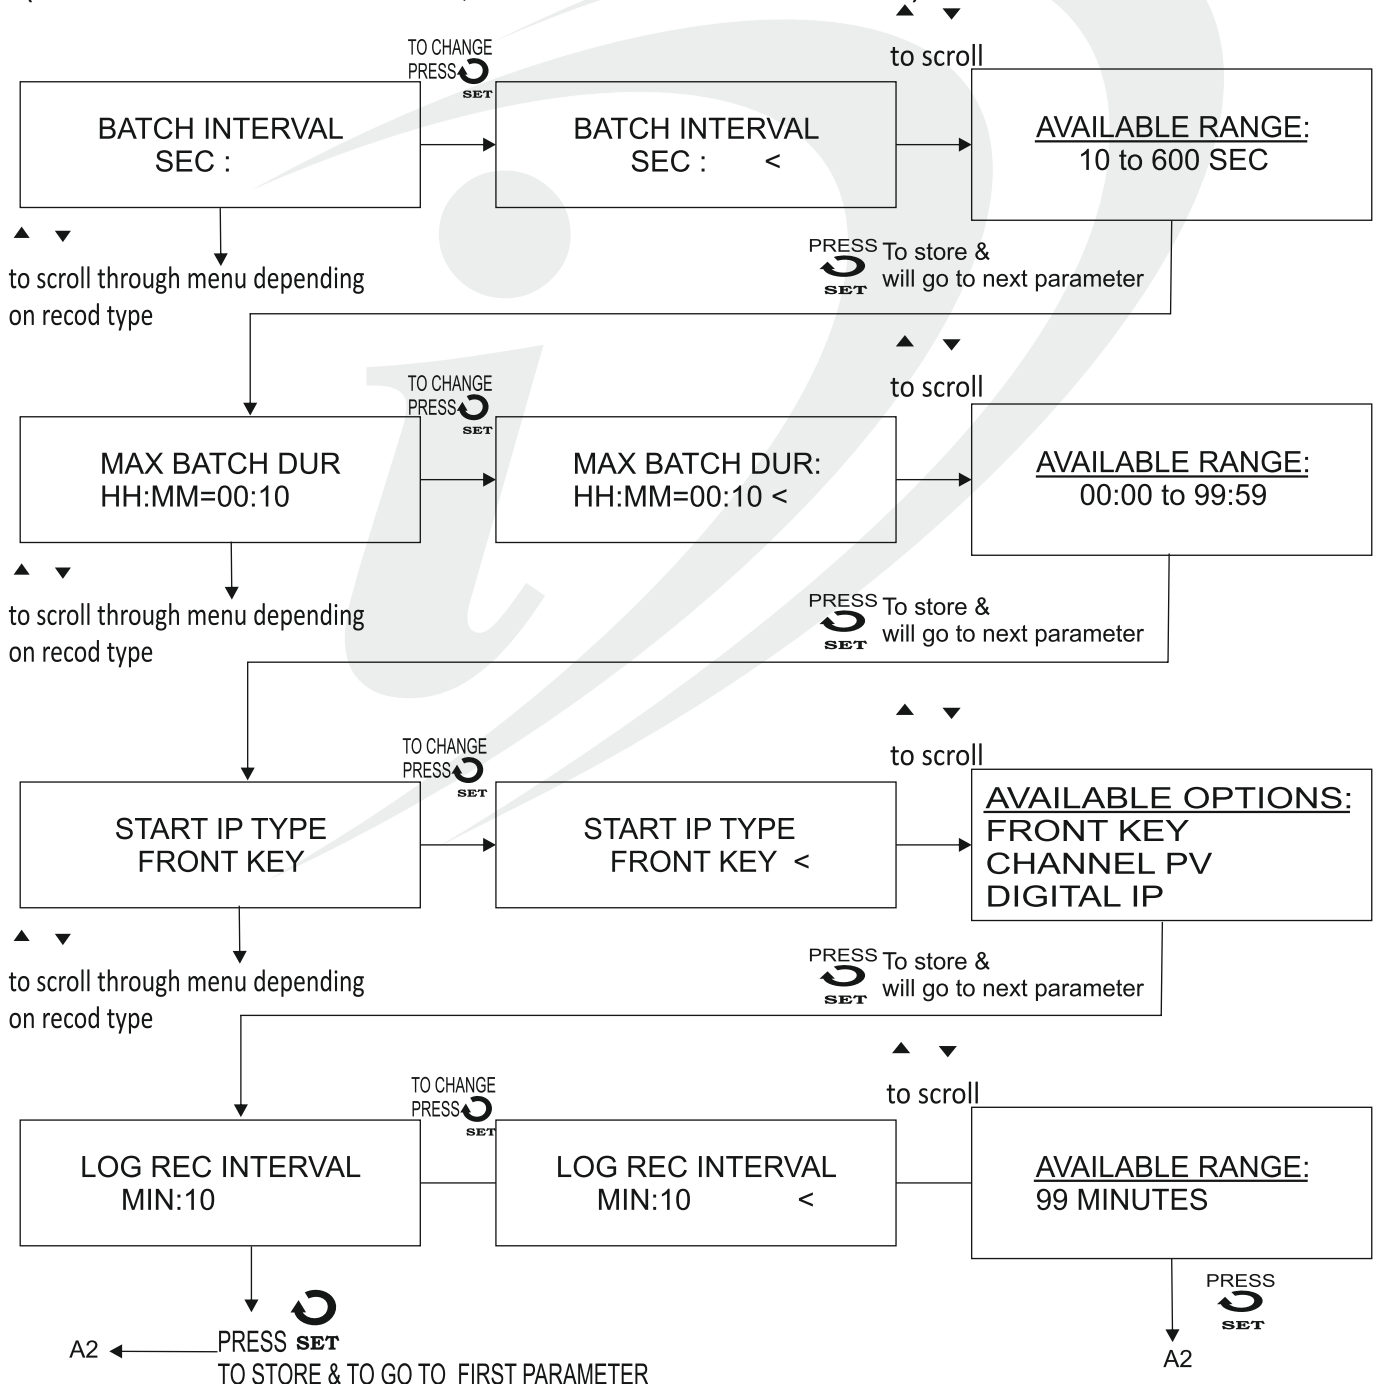 TO CHANGE
PRESS
SET
to scroll
BATCH INTERVAL
SEC :
BATCH INTERVAL
SEC : <
AVAILABLE RANGE:
10 to 600 SEC
to scroll through menu depending
on recod type
PRESS
SET
To store &
will go to next parameter
TO CHANGE
PRESS
SET
to scroll
MAX BATCH DUR
HH:MM=00:10
MAX BATCH DUR:
HH:MM=00:10 <
AVAILABLE RANGE:
00:00 to 99:59
to scroll through menu depending
on recod type
PRESS
SET
To store &
will go to next parameter
TO CHANGE
PRESS
SET
to scroll
START IP TYPE
FRONT KEY
START IP TYPE
FRONT KEY <
AVAILABLE OPTIONS:
FRONT KEY
CHANNEL PV
DIGITAL IP
to scroll through menu depending
on recod type
PRESS
SET
To store &
will go to next parameter
TO CHANGE
PRESS
SET
to scroll
LOG REC INTERVAL
MIN:10
LOG REC INTERVAL
MIN:10 <
AVAILABLE RANGE:
99 MINUTES
PRESS SET
TO STORE & TO GO TO FIRST PARAMETER
A2
PRESS
SET
A2